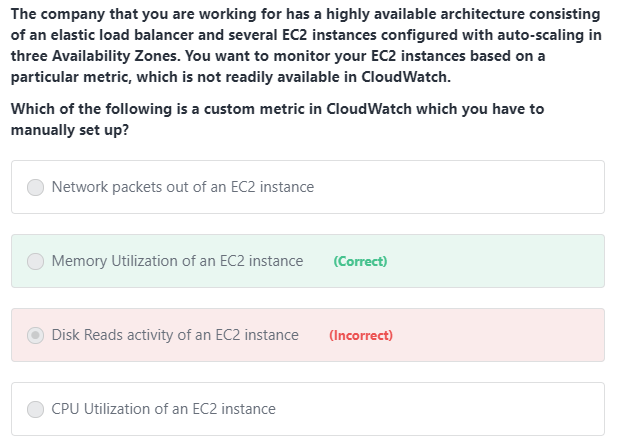 The company that you are working for has a highly available architecture consisting
of an elastic load balancer and several EC2 instances configured with auto-scaling in
three Availability Zones. You want to monitor your EC2 instances based on a
particular metric, which is not readily available in CloudWatch.
Which of the following is a custom metric in CloudWatch which you have to
manually set up?
Network packets out of an EC2 instance
Memory Utilization of an EC2 instance (Correct)
Disk Reads activity of an EC2 instance (Incorrect)
CPU Utilization of an EC2 instance